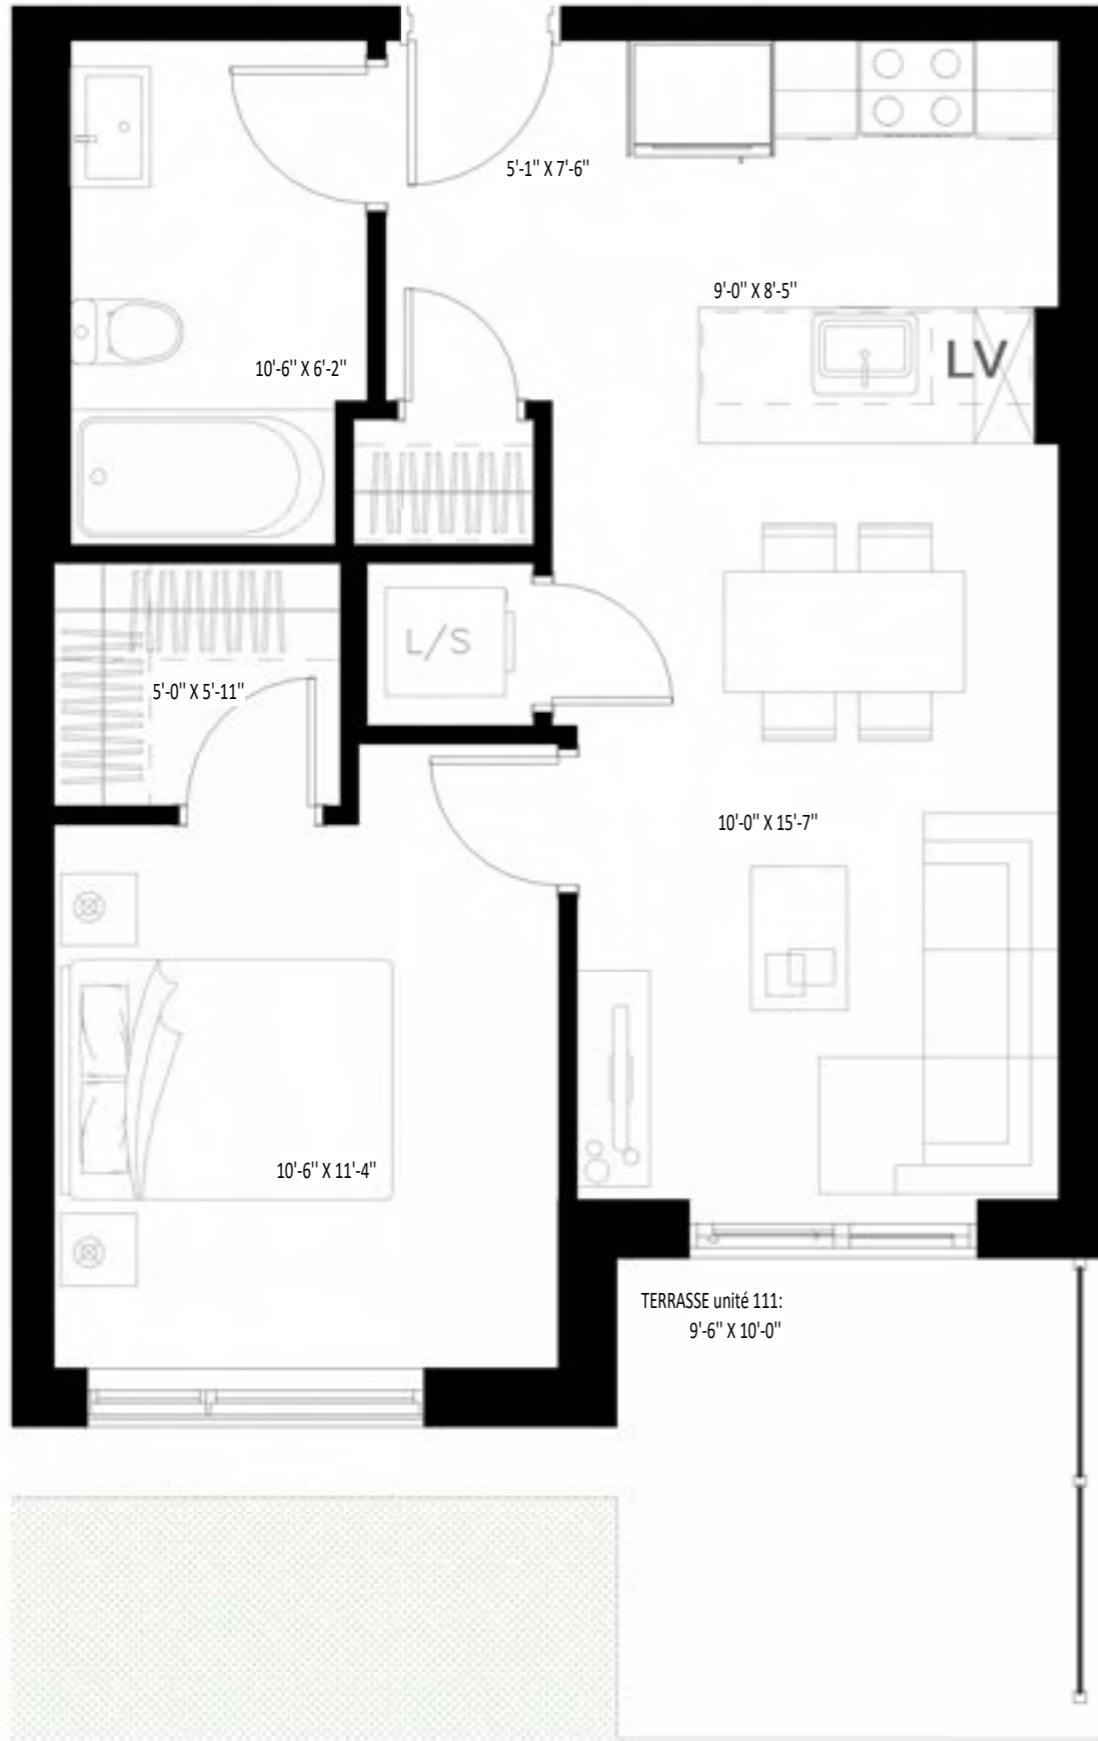 5'-1" X 7'-6"
9'-0" X 8'-5"
LV
10'-6" X 6'-2"
L/S
5'-0" X 5'-11"
10'-0" X 15'-7"
10'-6" X 11'-4"
TERRASSE unité 111:
9'-6" X 10'-0"